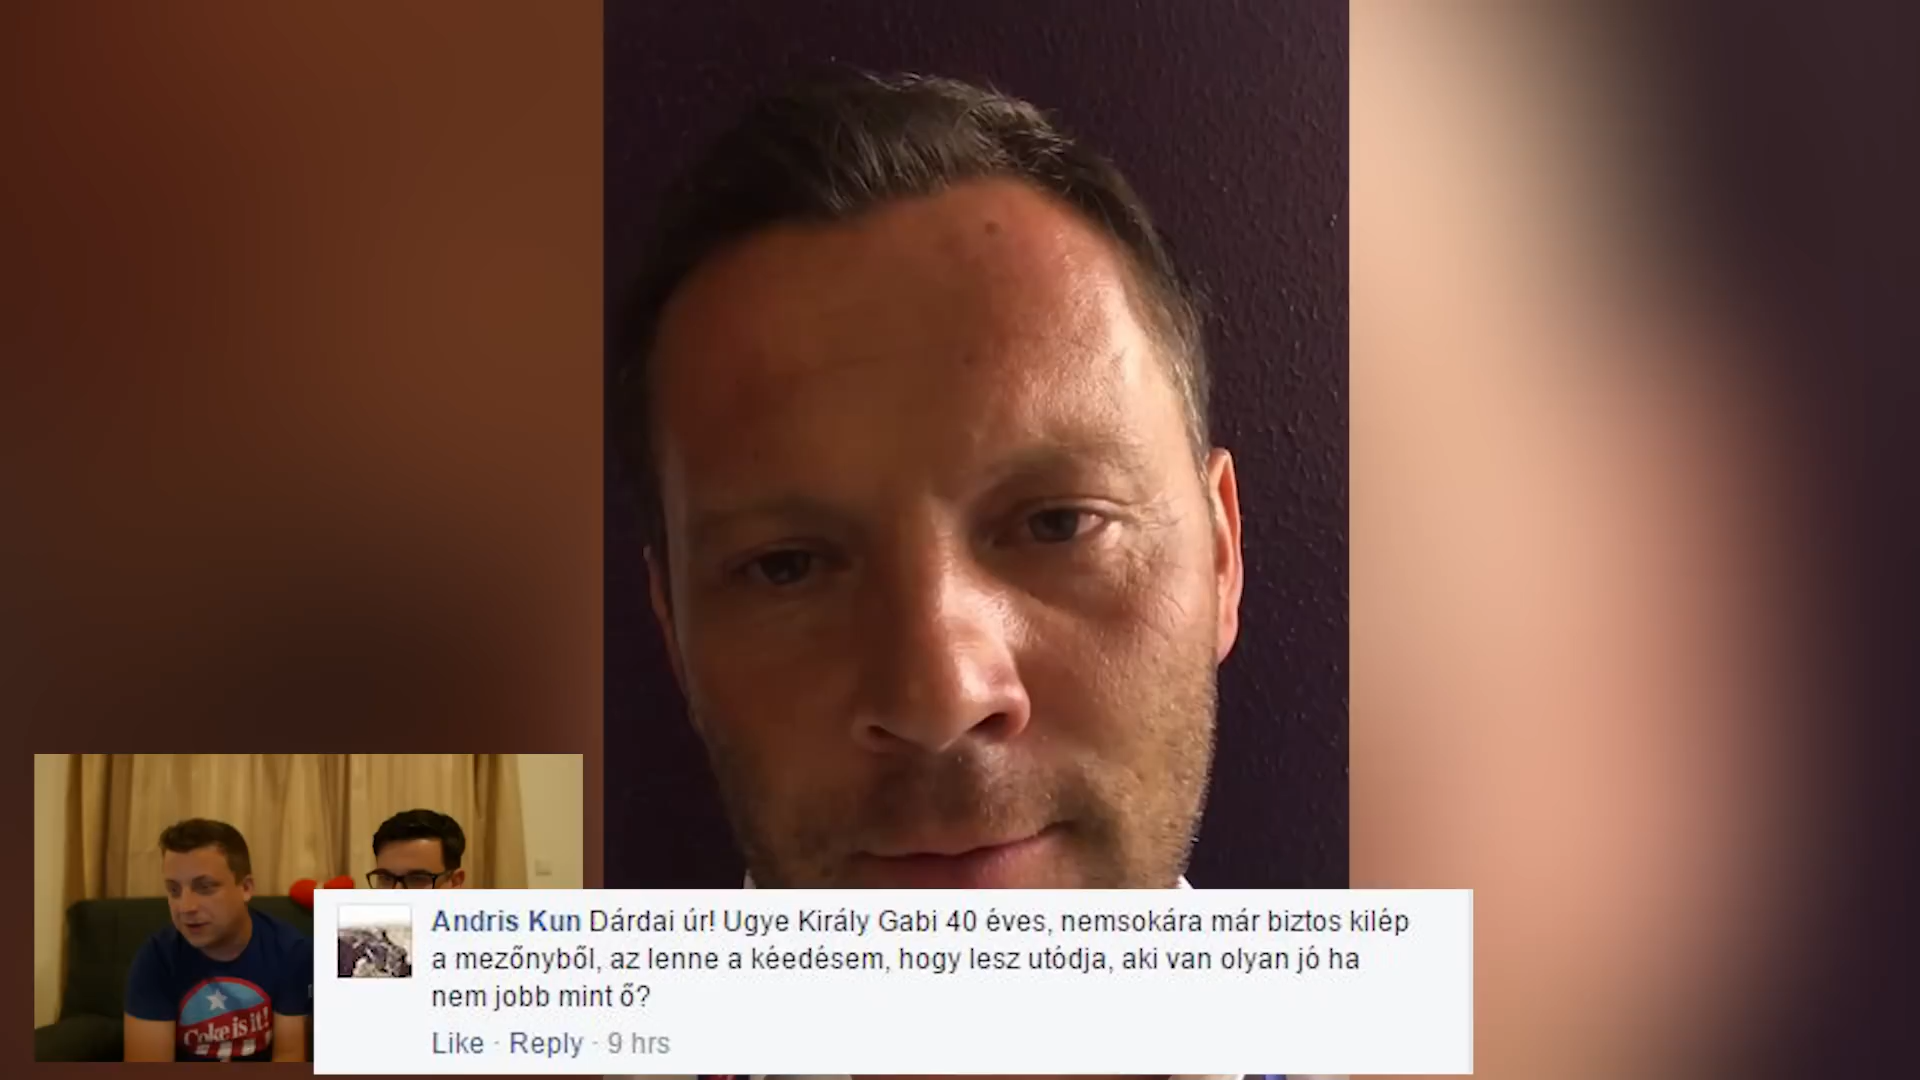 Andris Kun Dárdai úr! Ugye Király Gabi 40 éves, nemsokára már biztos kilép
a mezőnyből, az lenne a kéedésem, hogy lesz utódja, aki van olyan jó ha
nem jobb mint ő?
Like · Reply · 9 hrs
Coke is it!